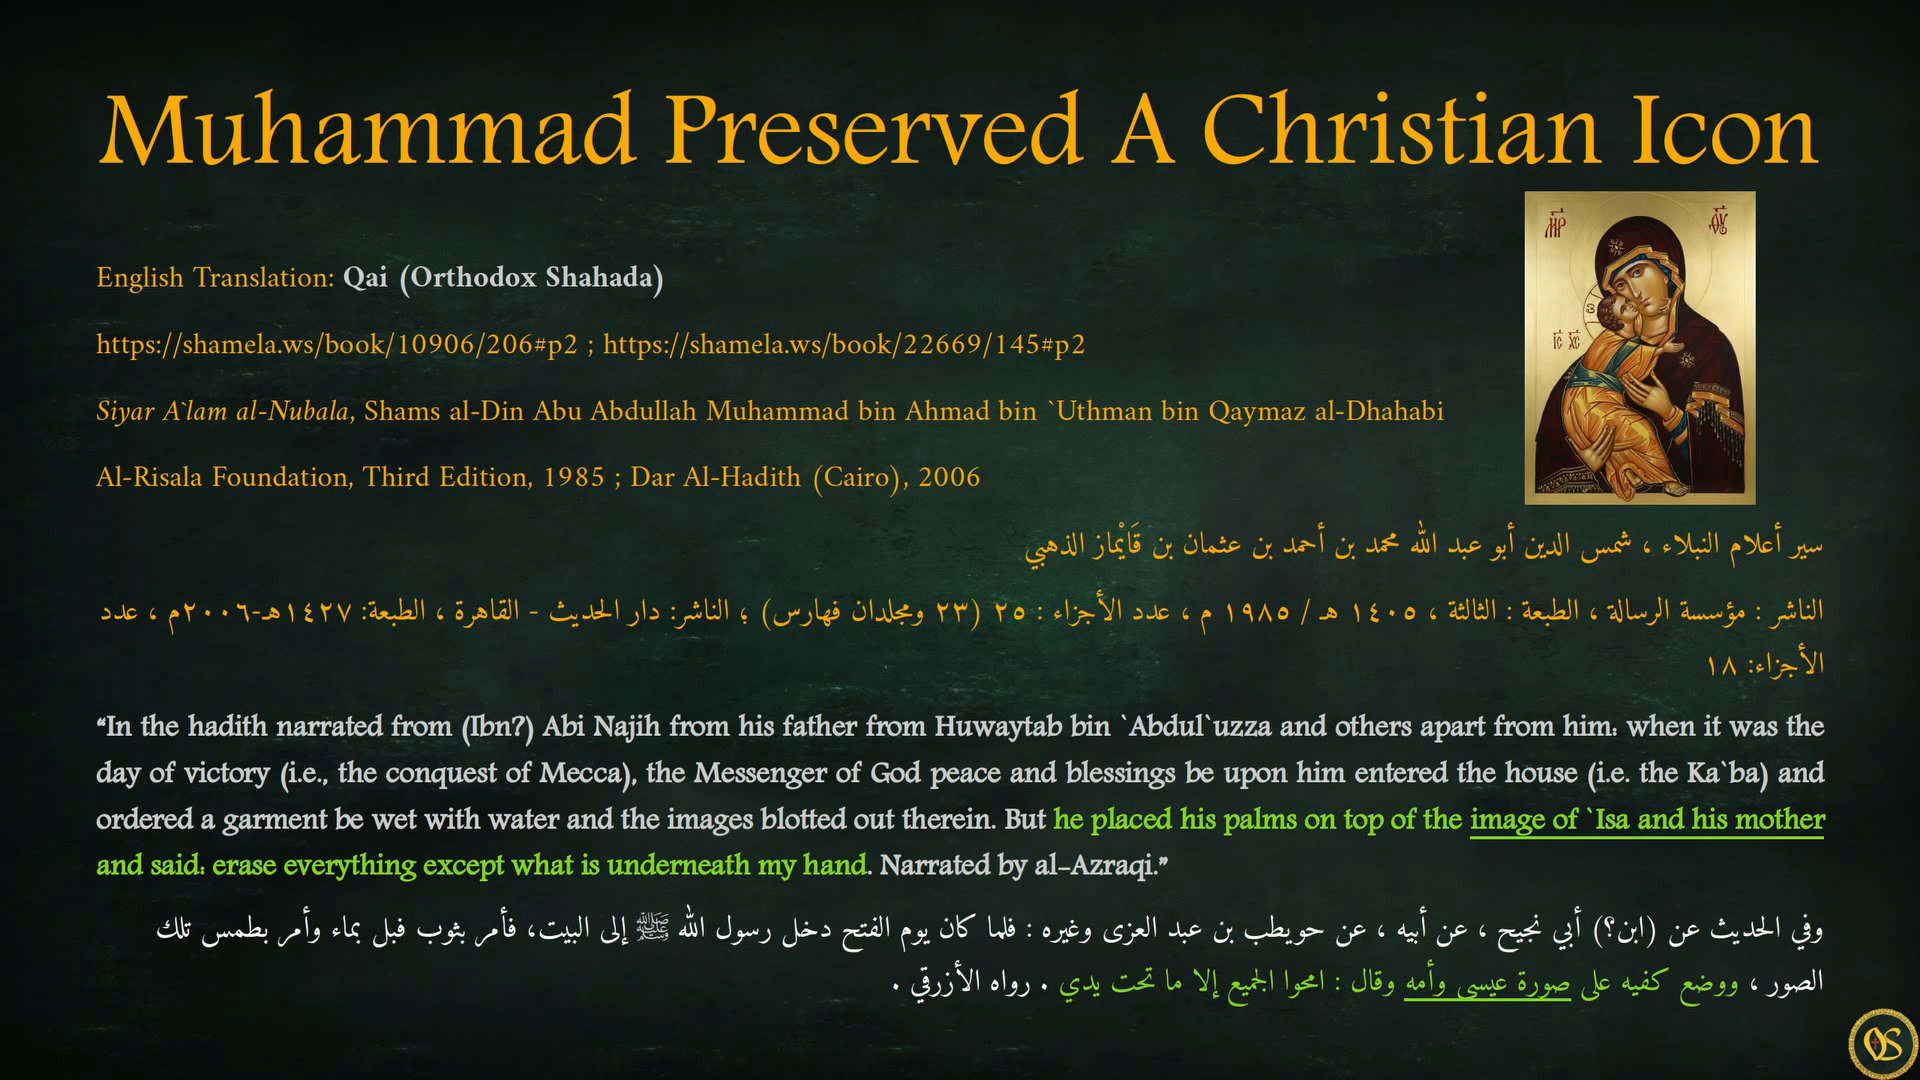 Muhammad Preserved A Christian Icon
English Translation: Qai (Orthodox Shahada)
https://shamela.ws/book/10906/206#p2 ; https://shamela.ws/book/22669/145#p2
Siyar A`lam al-Nubala, Shams al-Din Abu Abdullah Muhammad bin Ahmad bin `Uthman bin Qaymaz al-Dhahabi
Al-Risala Foundation, Third Edition, 1985 ; Dar Al-Hadith (Cairo), 2006
سير أعلام النبلاء ، شمس الدين أبو عبد الله محمد بن أحمد بن عثمان بن قَايْماز الذهبي
الناشر : مؤسسة الرسالة ، الطبعة : الثالثة ، ١٤٠٥ هـ / ١٩٨٥ م ، عدد الأجزاء : ٢٥ (٢٣ ومجلدان فهارس) ؛ الناشر: دار الحديث - القاهرة ، الطبعة: ١٤٢٧هـ-٢٠٠٦م ، عدد
الأجزاء: ١٨
“In the hadith narrated from (Ibn?) Abi Najih from his father from Huwaytab bin `Abdul`uzza and others apart from him: when it was the
day of victory (i.e., the conquest of Mecca), the Messenger of God peace and blessings be upon him entered the house (i.e. the Ka`ba) and
ordered a garment be wet with water and the images blotted out therein. But he placed his palms on top of the image of `Isa and his mother
and said: erase everything except what is underneath my hand. Narrated by al-Azraqi.”
وفي الحديث عن (ابن؟) أبي نجيح ، عن أبيه ، عن حويطب بن عبد العزى وغيره : فلما كان يوم الفتح دخل رسول الله ﷺ إلى البيت، فأمر بثوب فبل بماء وأمر بطمس تلك
الصور ، ووضع كفيه على صورة عيسى وأمه وقال : امحوا الجميع إلا ما تحت يدي . رواه الأزرقي .
OS